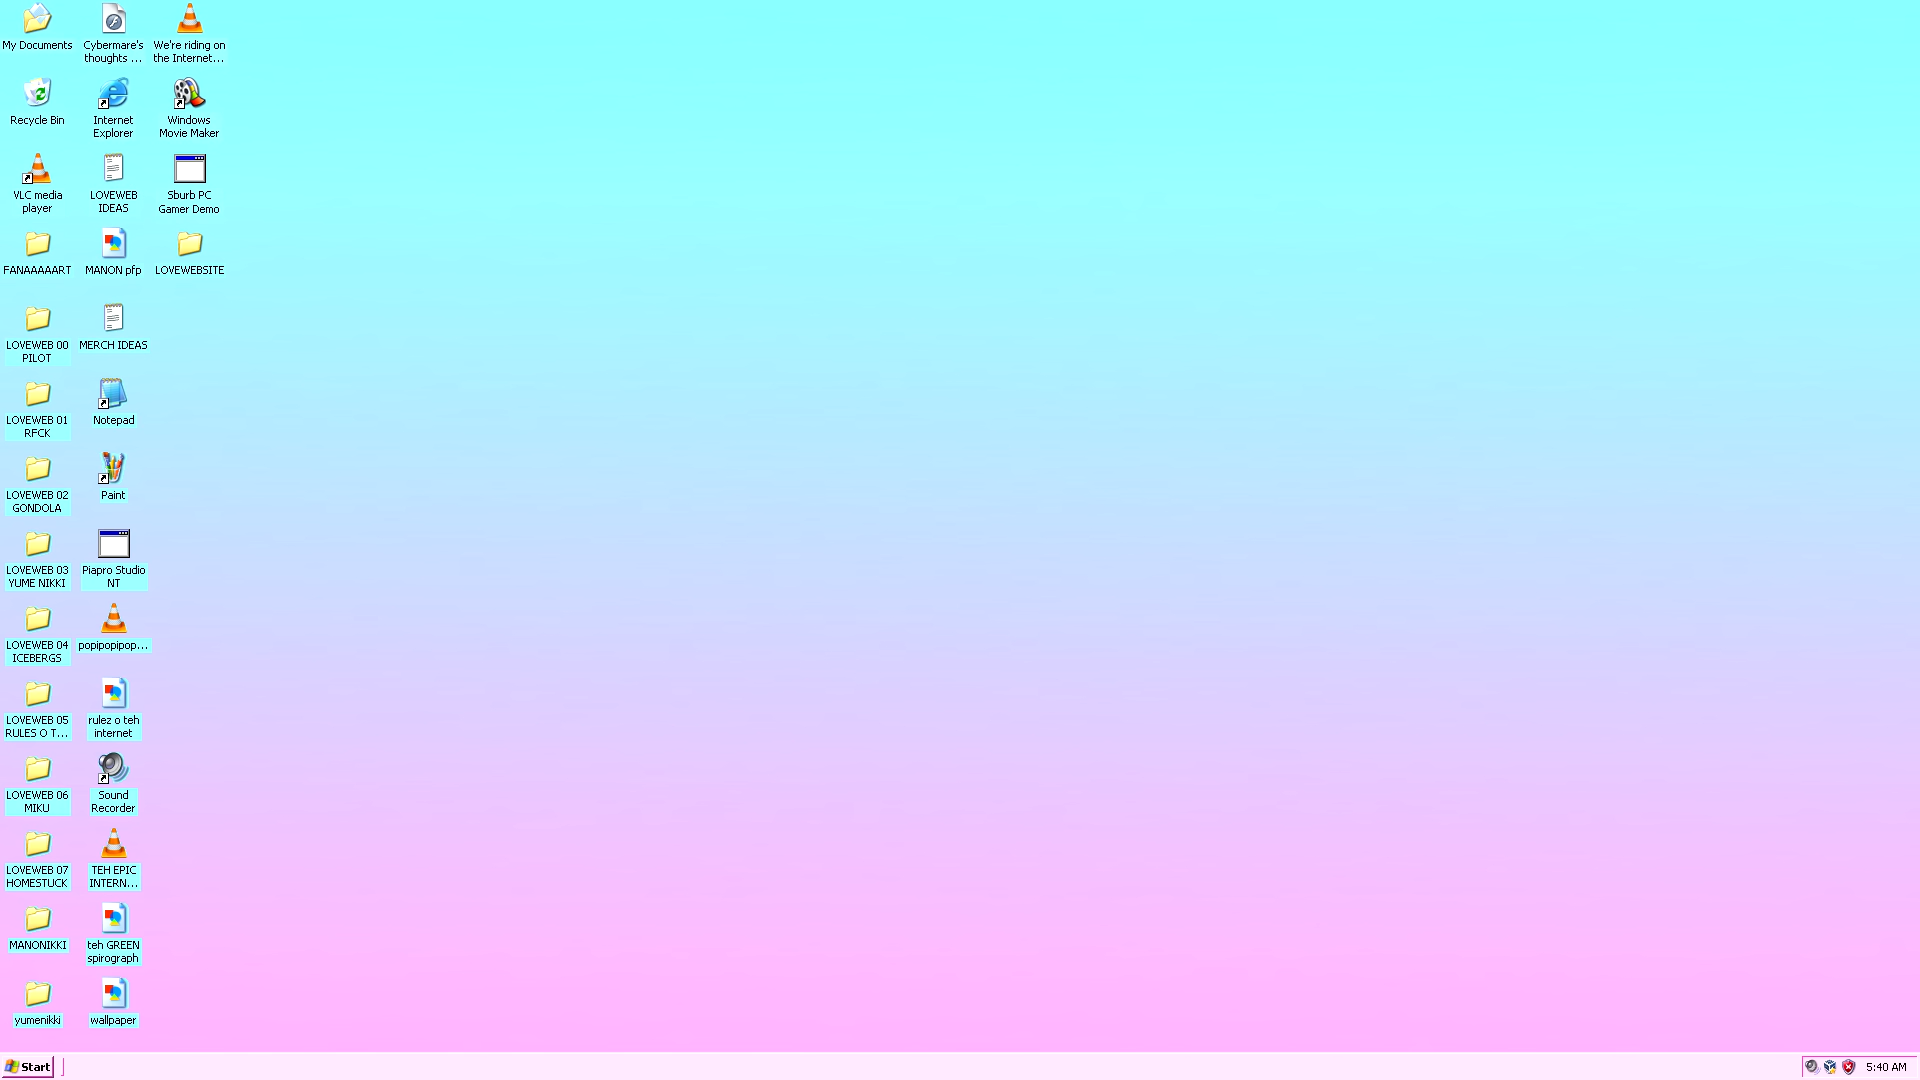 My Documents
Cybermare's
thoughts ...
We're riding on
the Internet...
Recycle Bin
Internet
Explorer
Windows
Movie Maker
VLC media
player
LOVEWEB
IDEAS
Sburb PC
Gamer Demo
FANAAAAART
MANON pfp
LOVEWEBSITE
LOVEWEB 00
PILOT
MERCH IDEAS
LOVEWEB 01
RFCK
Notepad
LOVEWEB 02
GONDOLA
Paint
LOVEWEB 03
YUME NIKKI
Piapro Studio
NT
LOVEWEB 04
ICEBERGS
popipopipop...
LOVEWEB 05
RULES O T...
rulez o teh
internet
LOVEWEB 06
MIKU
Sound
Recorder
LOVEWEB 07
HOMESTUCK
TEH EPIC
INTERN...
MANONIKKI
teh GREEN
spirograph
yumenikki
wallpaper
Start
5:40 AM